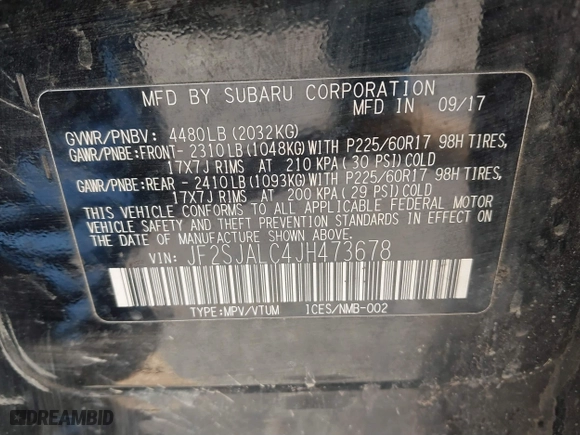 MFD BY SUBARU CORPORATION
MFD IN 09/17
GVWR/PNBV: 4480LB(2032KG)
GAWR/PNBE:FRONT- 2310LB(1048KG)WITH P225/60R17 98H TIRES,
17X7J RIMS AT 210 KPA(30 PSI)COLD
GAWR/PNBE:REAR - 2410LB(1093KG)WITH P225/60R17 98H TIRES,
17X7J RIMS AT 200 KPA(29 PSI)COLD
THIS VEHICLE CONFORMS TO ALL APPLICABLE FEDERAL MOTOR
VEHICLE SAFETY AND THEFT PREVENTION STANDARDS IN EFFECT ON
THE DATE OF MANUFACTURE SHOWN ABOVE.
VIN: JF2SJALC4JH473678
TYPE:MPV/VTUM 1CES/NMB-002
DREAMBID